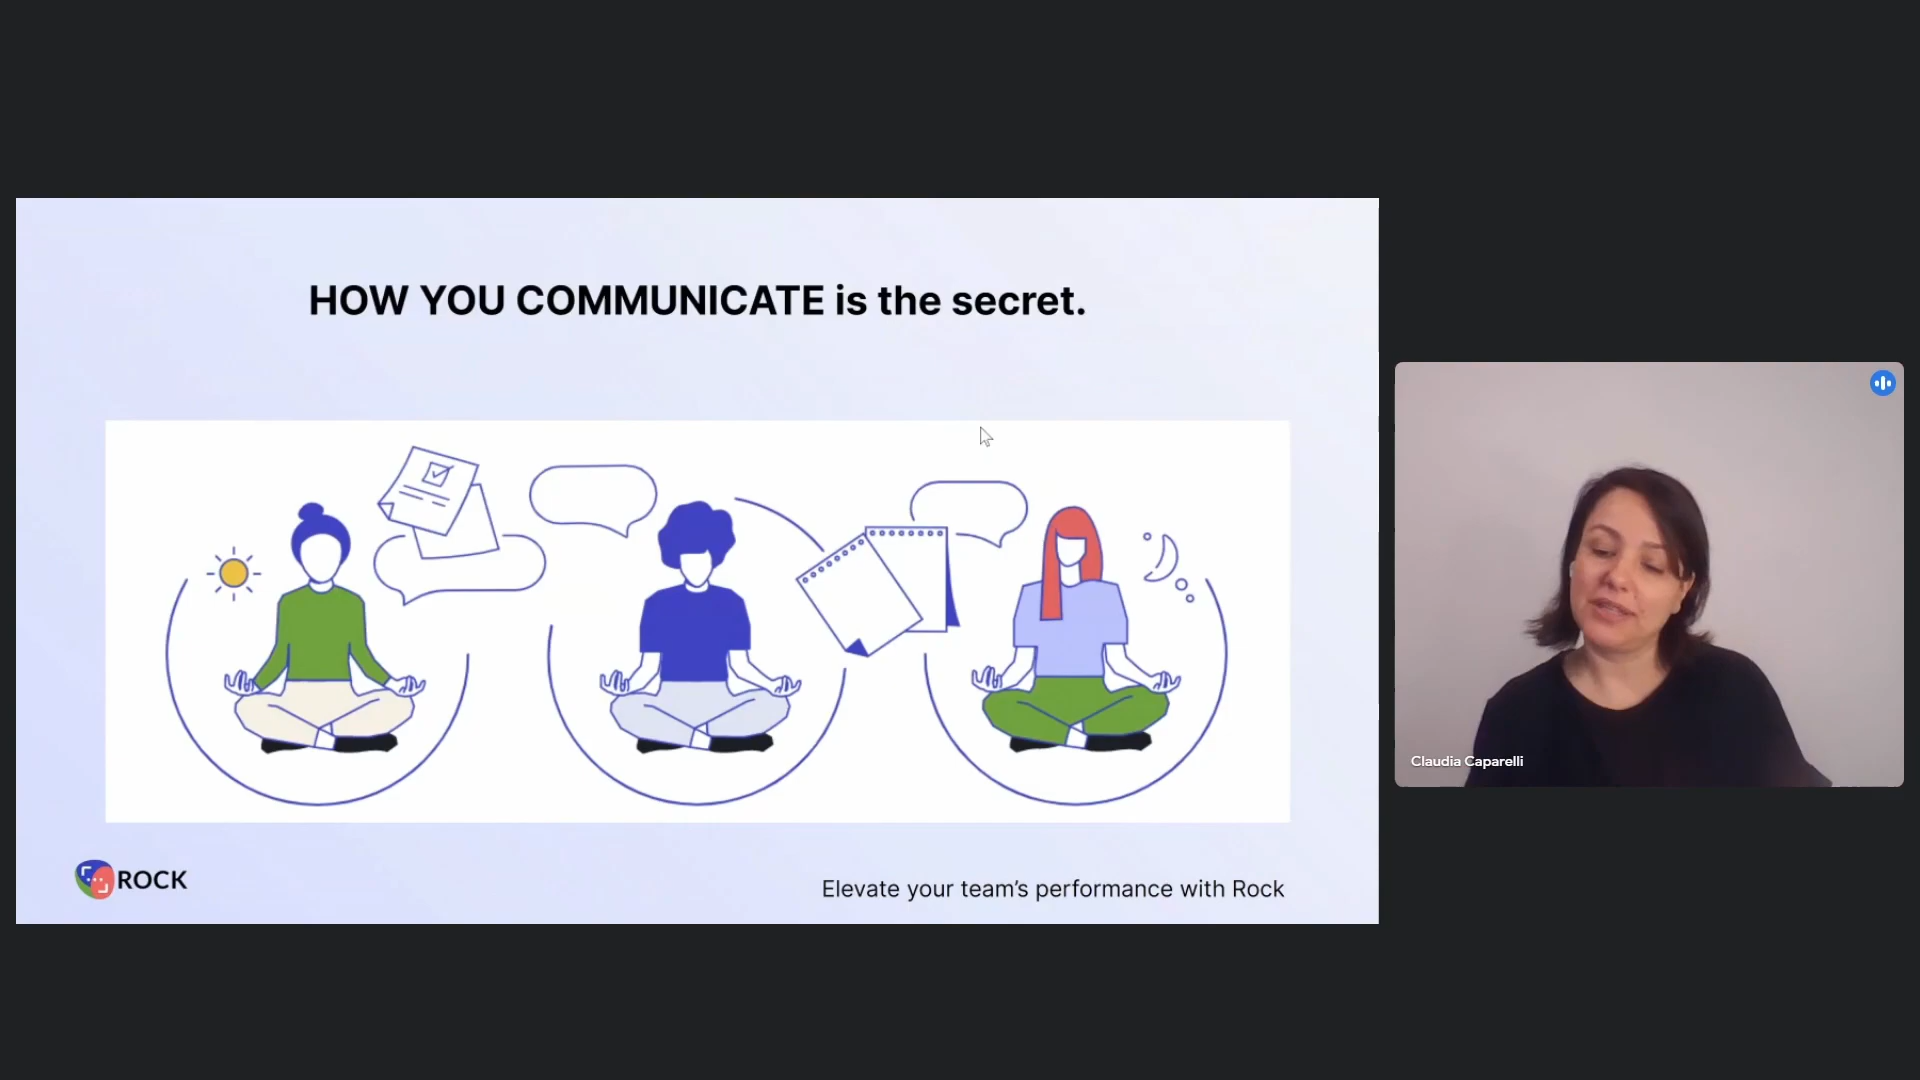 HOW YOU COMMUNICATE is the secret.
ROCK
Elevate your team's performance with Rock
Claudia Caparelli